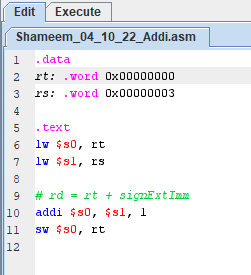 Edit Execute
Shameem_04_10_22_Addi.asm
1 .data
2 rt: .word 0x00000000
3 rs: .word 0x00000003
4
5 .text
6 lw $s0, rt
7 lw $s1, rs
8
9 # rd = rt + signExtImm
10 addi $s0, $s1, 1
11 sw $s0, rt
12